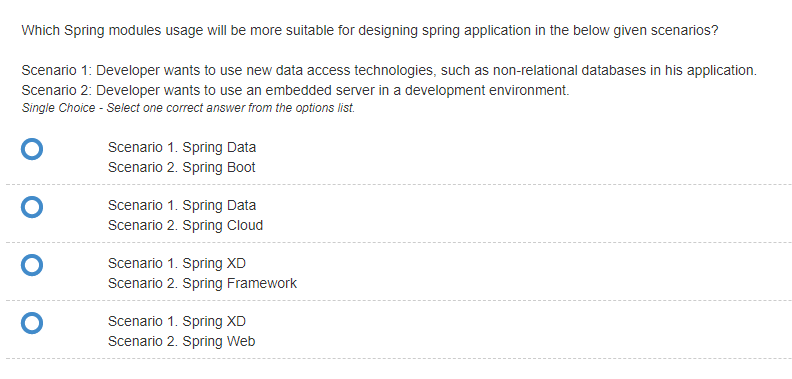 Which Spring modules usage will be more suitable for designing spring application in the below given scenarios?
Scenario 1: Developer wants to use new data access technologies, such as non-relational databases in his application.
Scenario 2: Developer wants to use an embedded server in a development environment.
Single Choice - Select one correct answer from the options list.
Scenario 1. Spring Data
Scenario 2. Spring Boot
Scenario 1. Spring Data
Scenario 2. Spring Cloud
Scenario 1. Spring XD
Scenario 2. Spring Framework
Scenario 1. Spring XD
Scenario 2. Spring Web